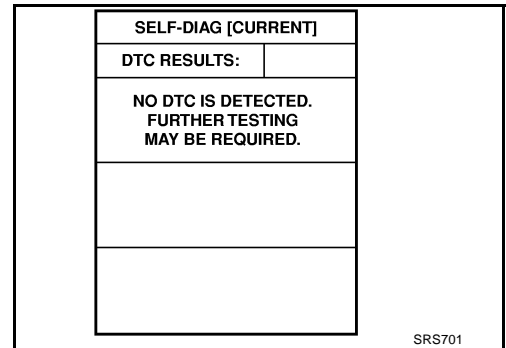 SELF-DIAG [CURRENT]
DTC RESULTS:
NO DTC IS DETECTED.
FURTHER TESTING
MAY BE REQUIRED.
SRS701